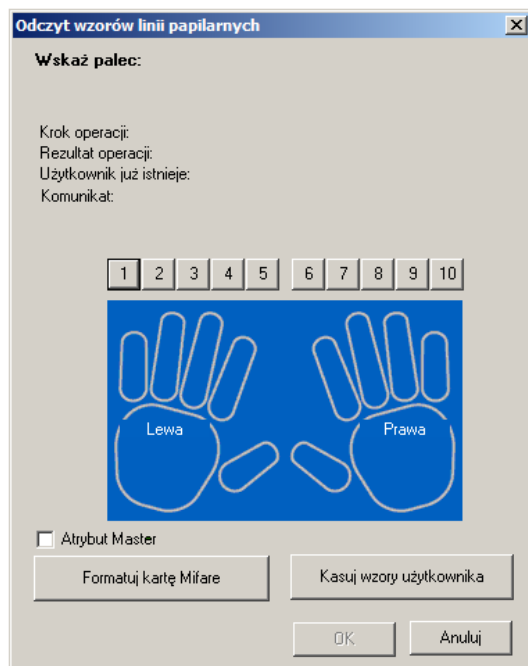 Odczyt wzorów linii papilarnych
Wskaż palec:
Krok operacji:
Rezultat operacji:
Użytkownik już istnieje:
Komunikat:
1 2 3 4 5 6 7 8 9 10
Lewa Prawa
Atrybut Master
Formatuj kartę Mifare Kasuj wzory użytkownika
OK Anuluj